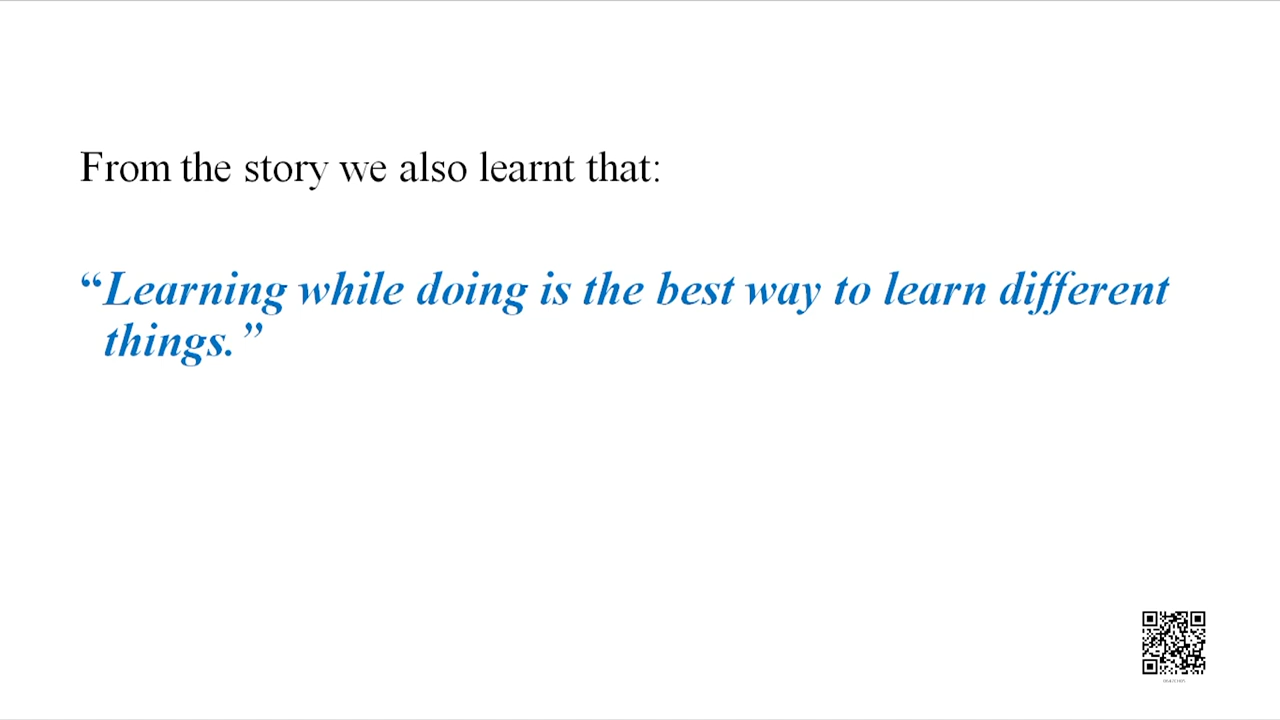 From the story we also learnt that:
“Learning while doing is the best way to learn different
things.”